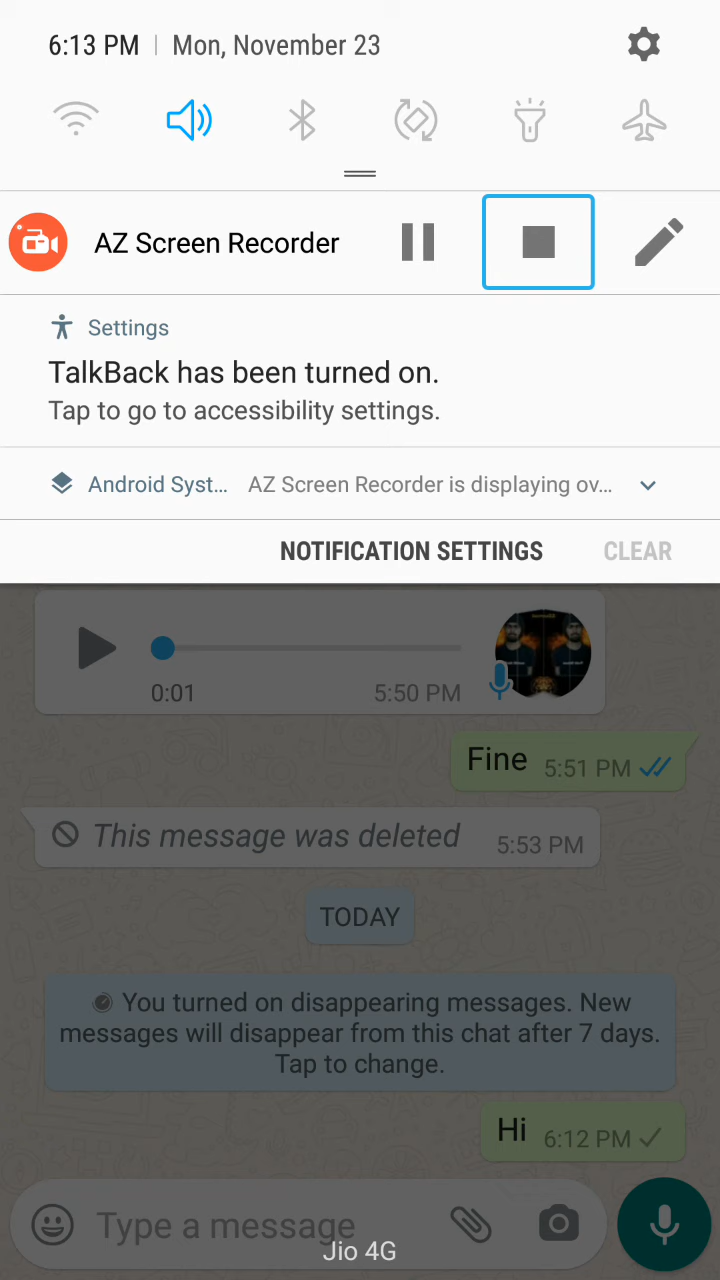 6:13 PM Mon, November 23
AZ Screen Recorder
Settings
TalkBack has been turned on.
Tap to go to accessibility settings.
Android Syst... AZ Screen Recorder is displaying ov...
NOTIFICATION SETTINGS CLEAR
0:01 5:50 PM
Fine 5:51 PM
This message was deleted 5:53 PM
TODAY
You turned on disappearing messages. New
messages will disappear from this chat after 7 days.
Tap to change.
Hi 6:12 PM
Type a message
Jio 4G